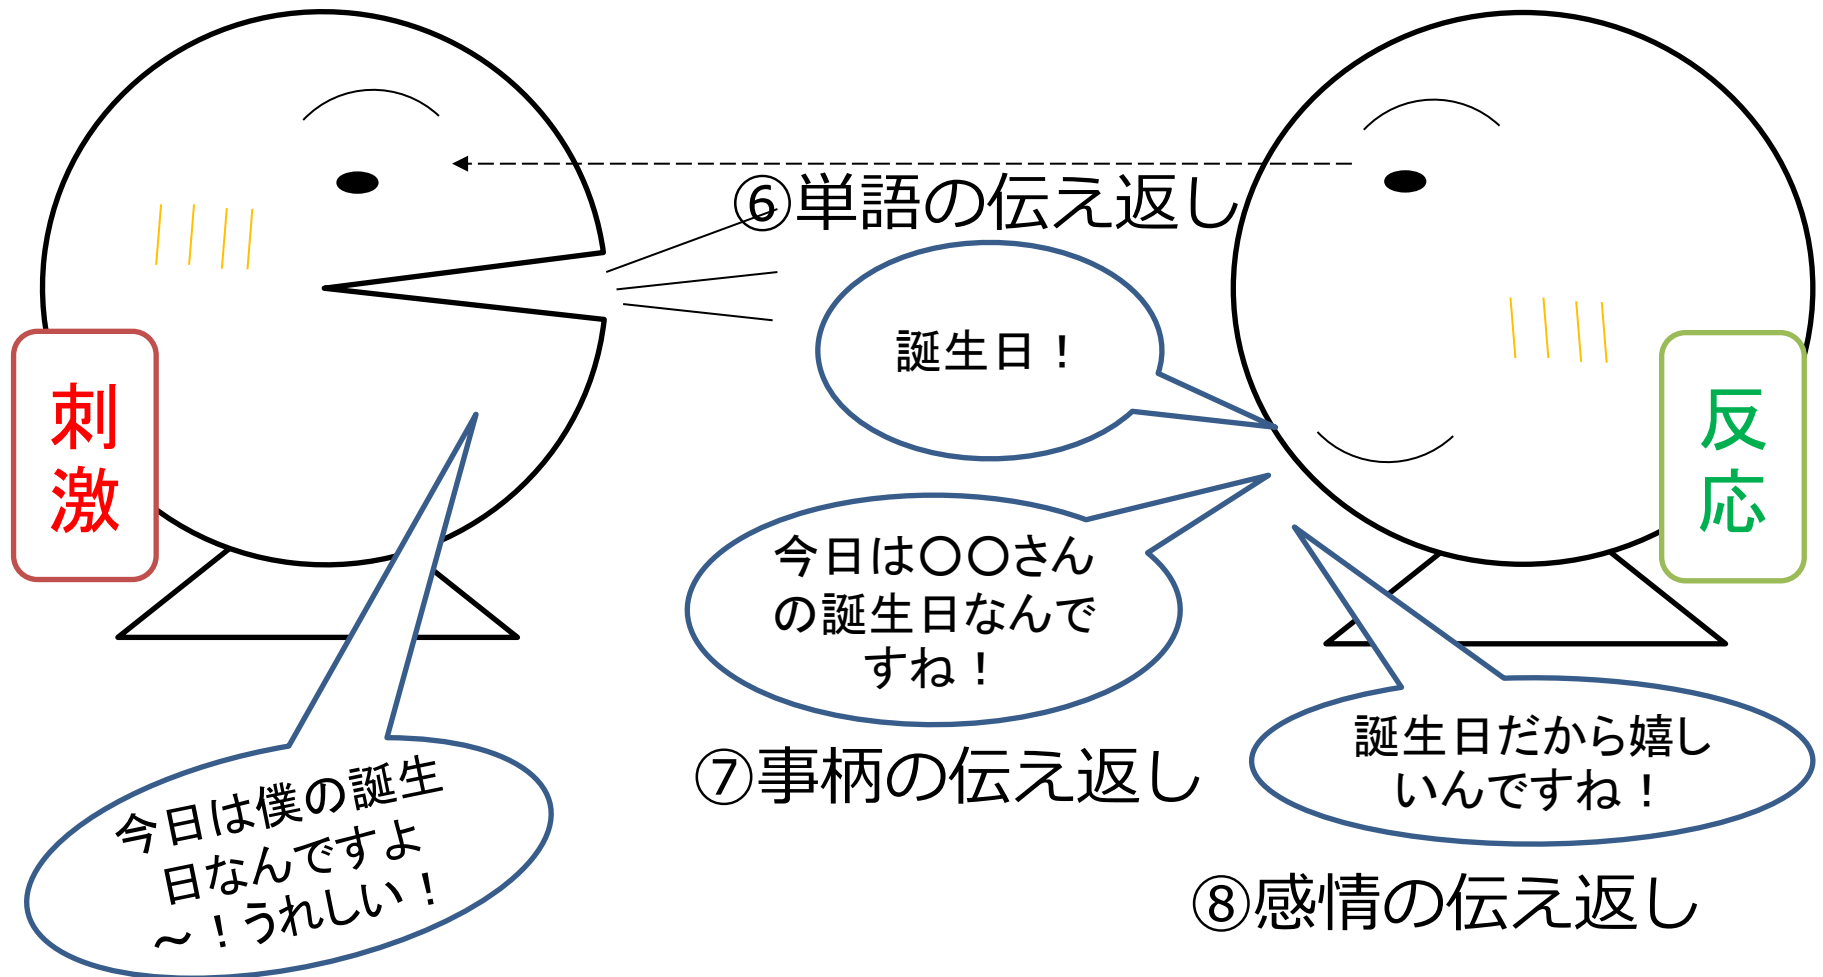 ⑥単語の伝え返し
誕生日！
刺
激
反
応
今日は〇〇さん
の誕生日なんで
すね！
⑦事柄の伝え返し
誕生日だから嬉し
いんですね！
⑧感情の伝え返し
今日は僕の誕生
日なんですよ
～！うれしい！